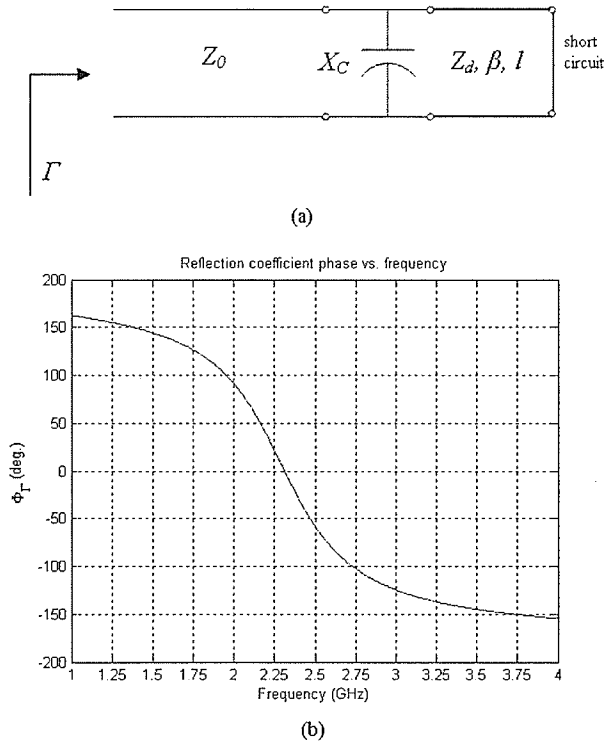 Z0
XC
Zd, β, l
short
circuit
Γ
(a)
Reflection coefficient phase vs. frequency
200
150
100
50
0
-50
-100
-150
-200
ΦΓ (deg.)
1 1.25 1.5 1.75 2 2.25 2.5 2.75 3 3.25 3.5 3.75 4
Frequency (GHz)
(b)